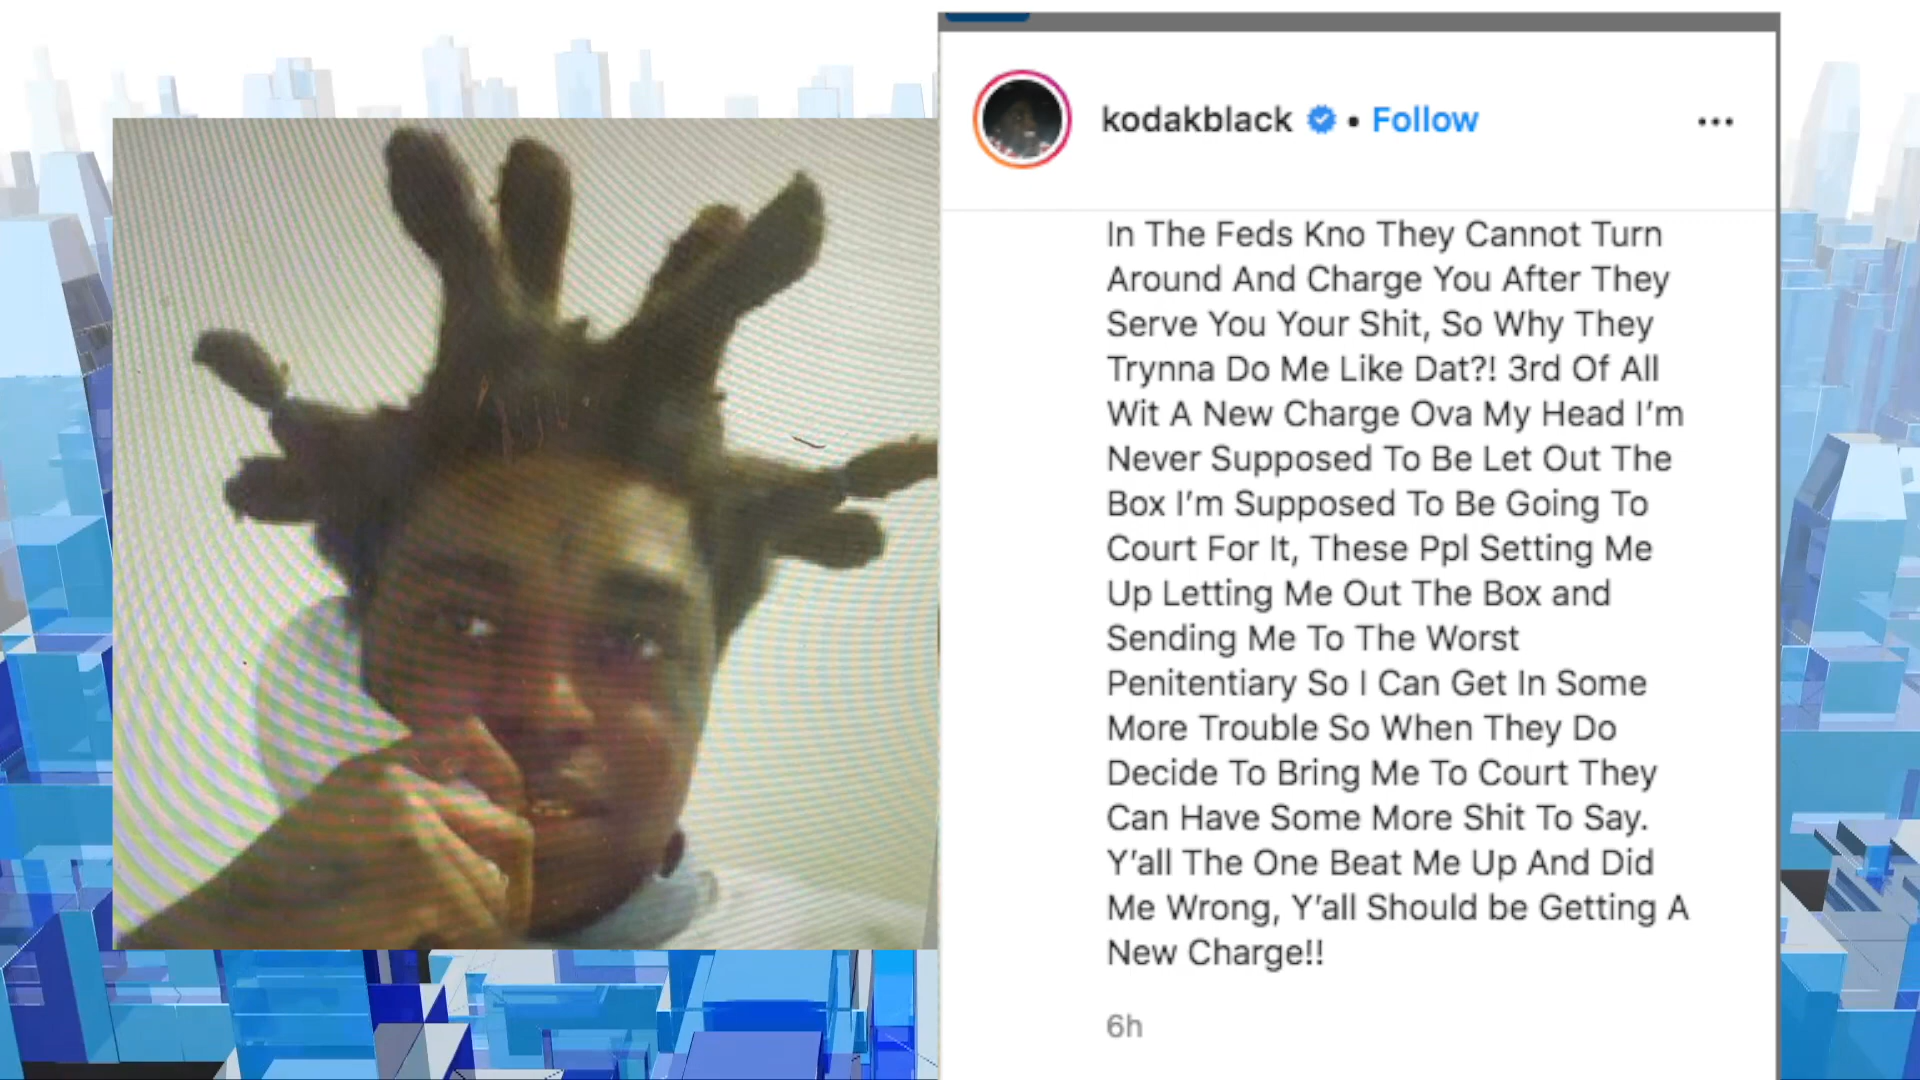 kodakblack • Follow
In The Feds Kno They Cannot Turn
Around And Charge You After They
Serve You Your Shit, So Why They
Trynna Do Me Like Dat?! 3rd Of All
Wit A New Charge Ova My Head I’m
Never Supposed To Be Let Out The
Box I’m Supposed To Be Going To
Court For It, These Ppl Setting Me
Up Letting Me Out The Box and
Sending Me To The Worst
Penitentiary So I Can Get In Some
More Trouble So When They Do
Decide To Bring Me To Court They
Can Have Some More Shit To Say.
Y’all The One Beat Me Up And Did
Me Wrong, Y’all Should be Getting A
New Charge!!
6h